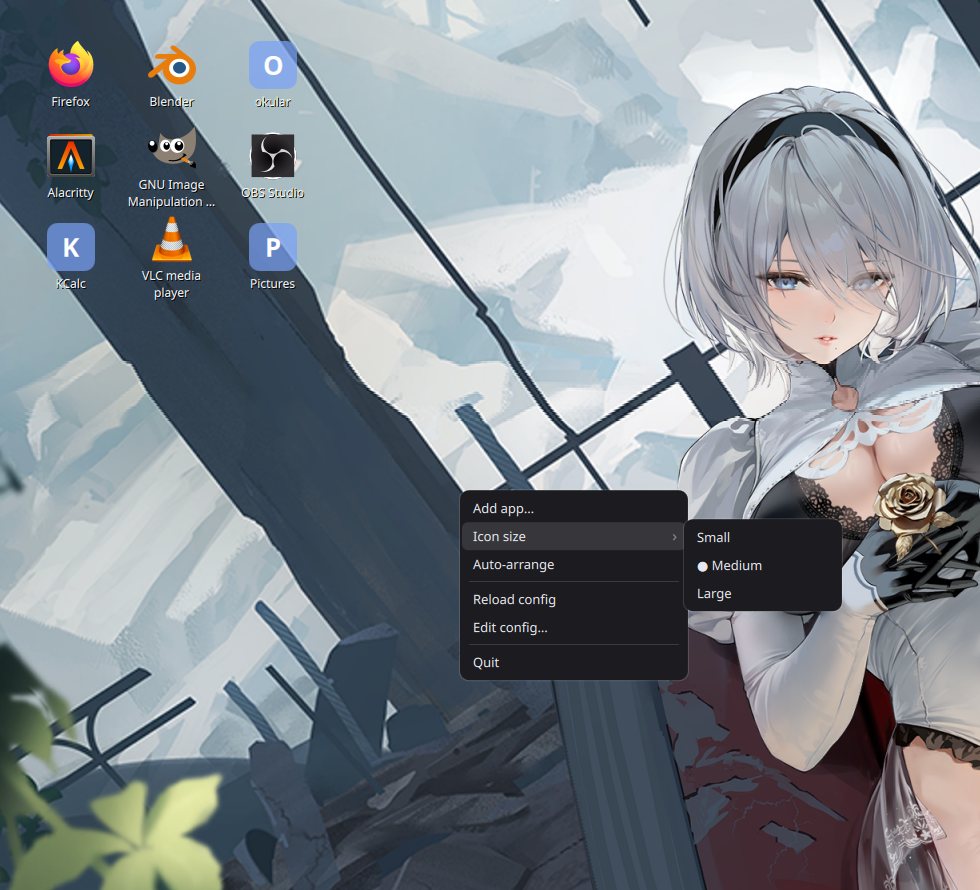 O
Firefox
Blender
okular
Alacritty
GNU Image
Manipulation ...
OBS Studio
K
P
KCalc
VLC media
player
Pictures
Add app...
Icon size ›
Auto-arrange
Reload config
Edit config...
Quit
Small
Medium
Large